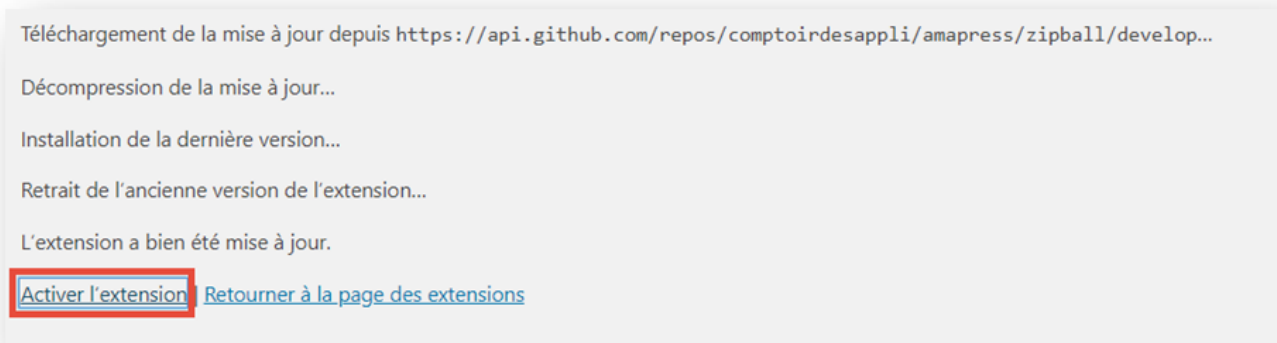 Téléchargement de la mise à jour depuis https://api.github.com/repos/comptoirdesappli/amapress/zipball/develop...
Décompression de la mise à jour...
Installation de la dernière version...
Retrait de l'ancienne version de l'extension...
L'extension a bien été mise à jour.
Activer l'extension | Retourner à la page des extensions